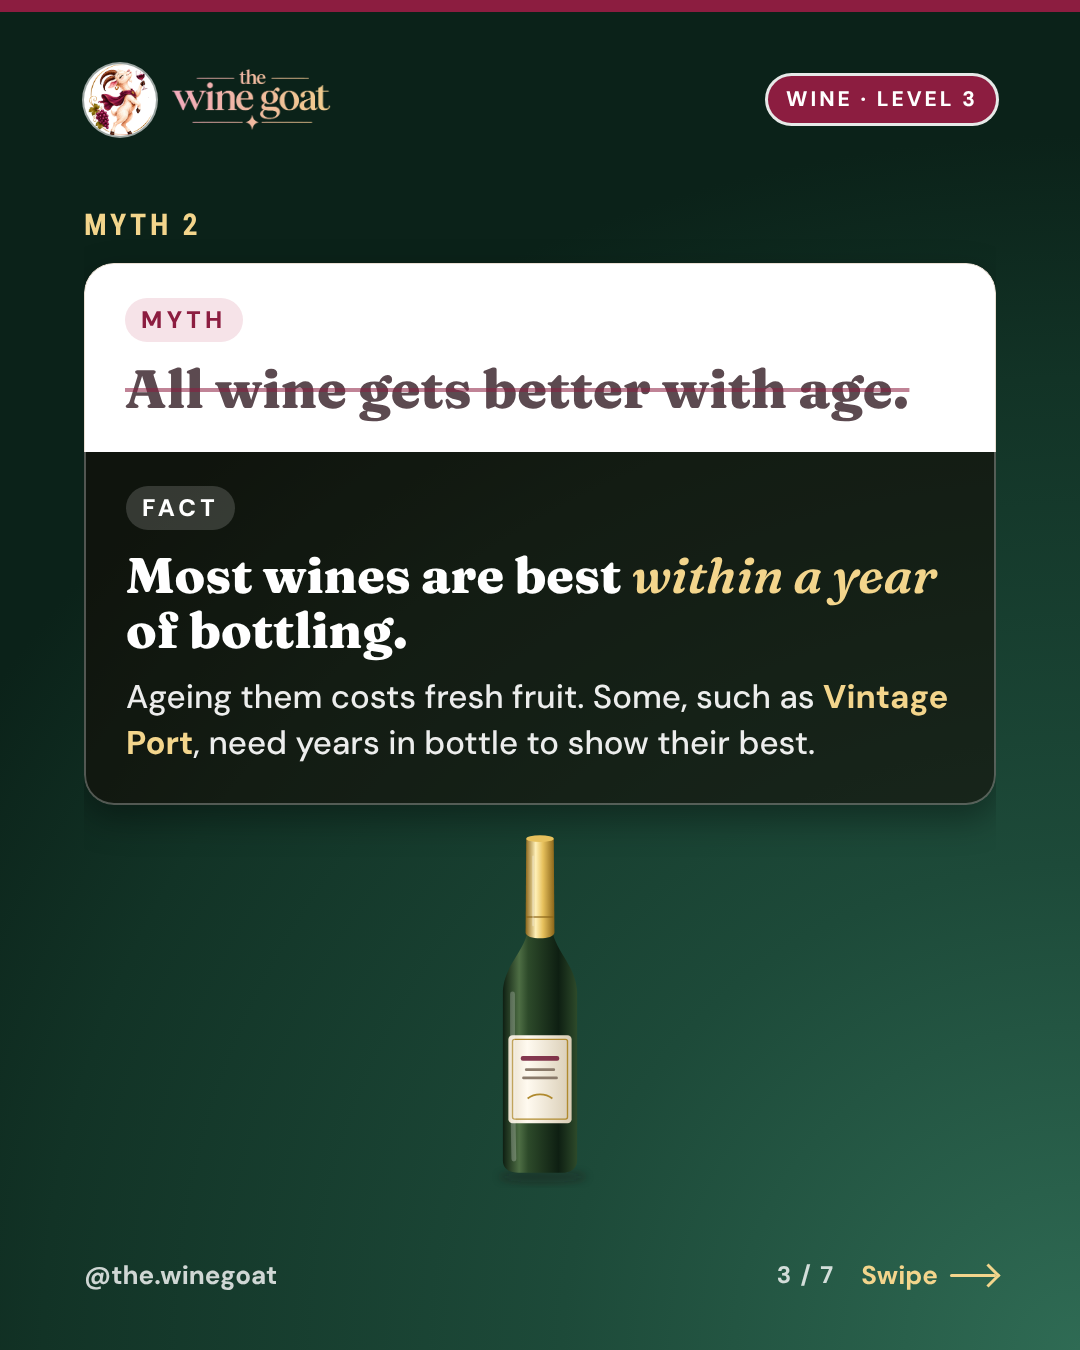 the
wine goat
WINE · LEVEL 3
MYTH 2
MYTH
All wine gets better with age.
FACT
Most wines are best within a year
of bottling.
Ageing them costs fresh fruit. Some, such as Vintage
Port, need years in bottle to show their best.
@the.winegoat
3 / 7 Swipe